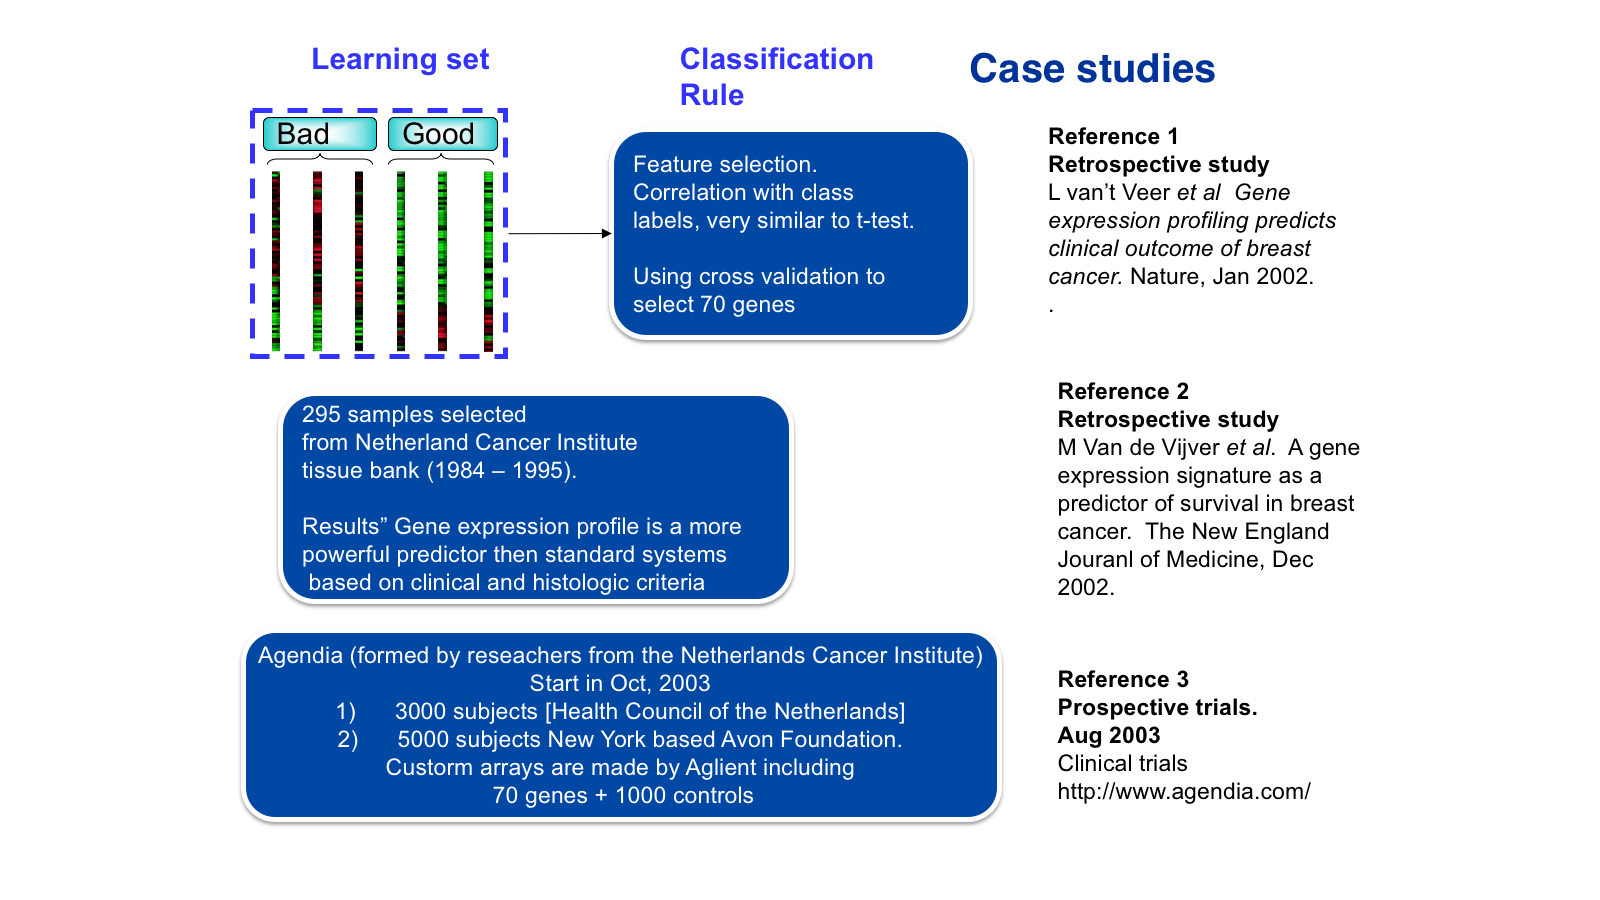 Learning set
Classification
Rule
Case studies
Bad
Good
Feature selection.
Correlation with class
labels, very similar to t-test.
Using cross validation to
select 70 genes
Reference 1
Retrospective study
L van’t Veer et al  Gene
expression profiling predicts
clinical outcome of breast
cancer. Nature, Jan 2002.
.
295 samples selected
from Netherland Cancer Institute
tissue bank (1984 – 1995).
Results” Gene expression profile is a more
powerful predictor then standard systems
based on clinical and histologic criteria
Reference 2
Retrospective study
M Van de Vijver et al.  A gene
expression signature as a
predictor of survival in breast
cancer.  The New England
Jouranl of Medicine, Dec
2002.
Agendia (formed by reseachers from the Netherlands Cancer Institute)
Start in Oct, 2003
1) 3000 subjects [Health Council of the Netherlands]
2) 5000 subjects New York based Avon Foundation.
Custorm arrays are made by Aglient including
70 genes + 1000 controls
Reference 3
Prospective trials.
Aug 2003
Clinical trials
http://www.agendia.com/